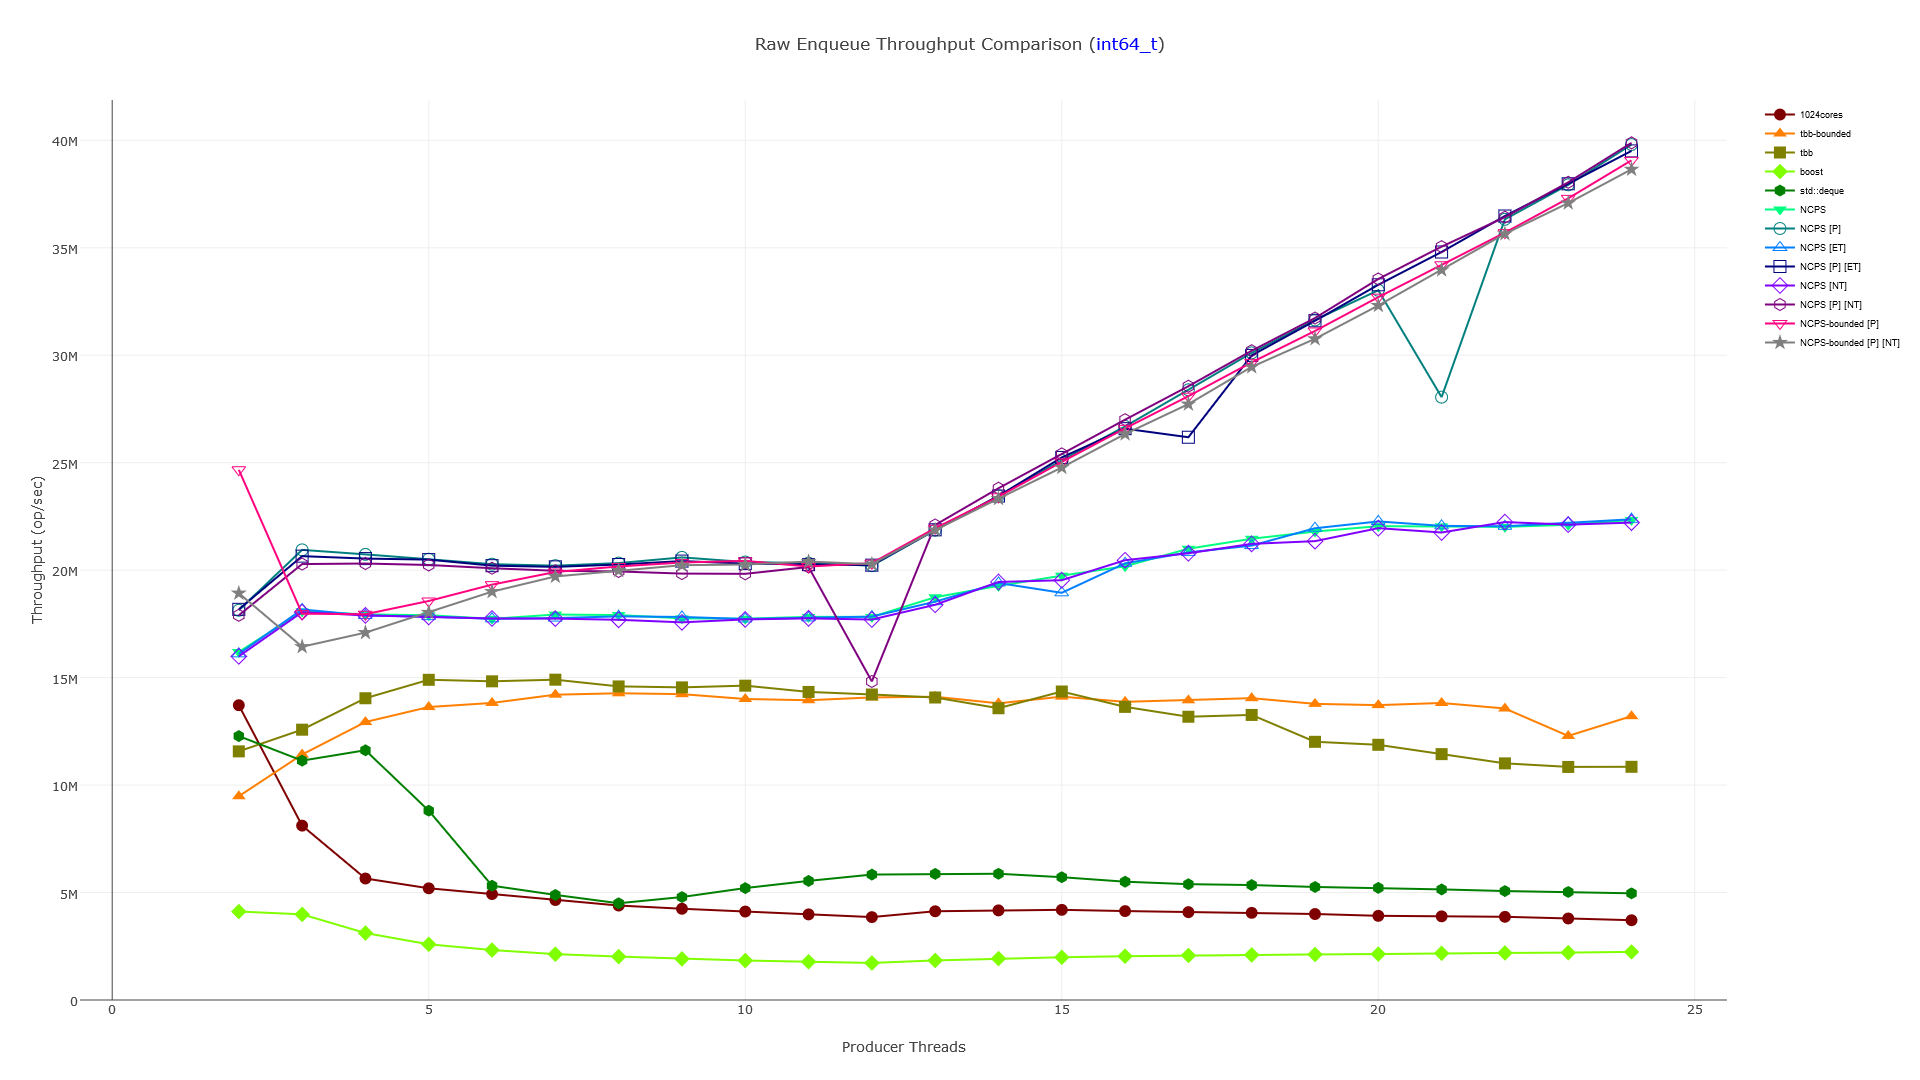 Raw Enqueue Throughput Comparison (int64_t)
40M
35M
30M
25M
20M
15M
10M
5M
0
Throughput (op/sec)
0
5
10
15
20
25
Producer Threads
1024cores
tbb-bounded
tbb
boost
std::deque
NCPS
NCPS [P]
NCPS [ET]
NCPS [P] [ET]
NCPS [NT]
NCPS [P] [NT]
NCPS-bounded [P]
NCPS-bounded [P] [NT]